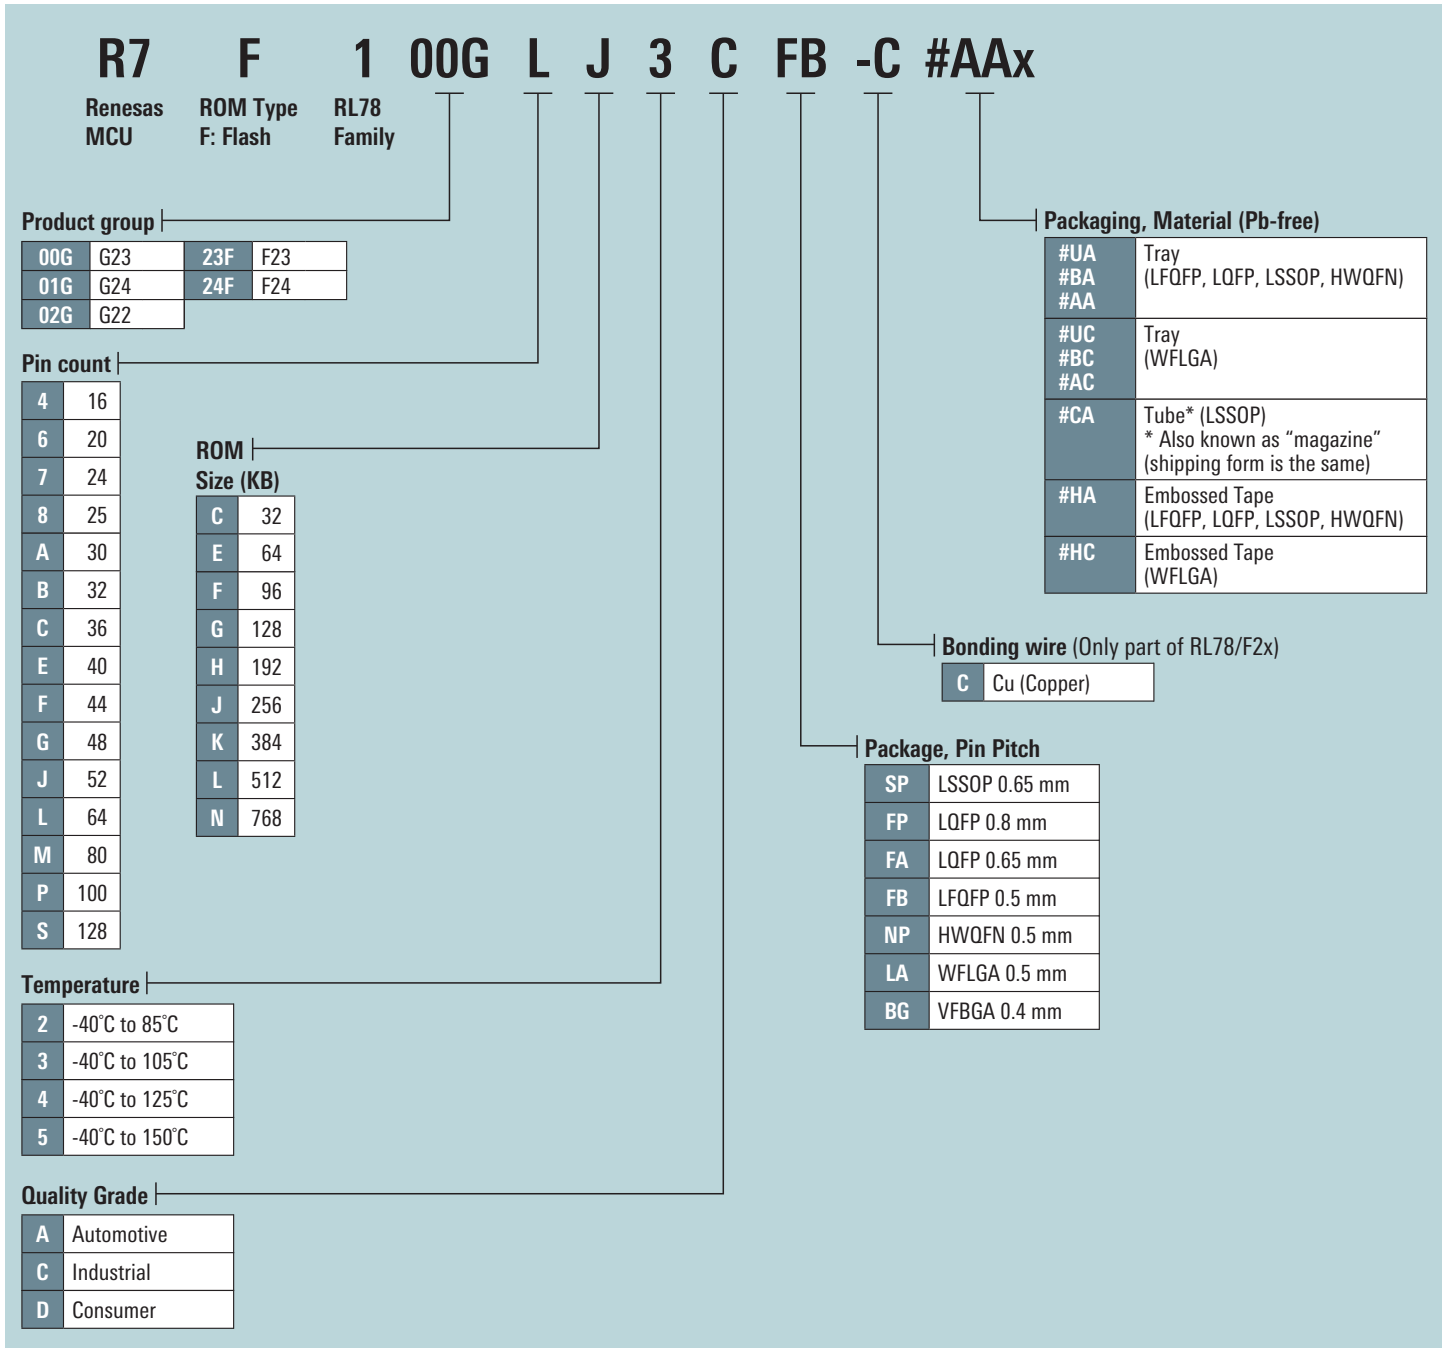 R7 F 1 00G L J 3 C FB -C #AAx
Renesas MCU
ROM Type F: Flash
RL78 Family
Product group
00G G23 23F F23
01G G24 24F F24
02G G22
Pin count
4 16
6 20
7 24
8 25
A 30
B 32
C 36
E 40
F 44
G 48
J 52
L 64
M 80
P 100
S 128
ROM
Size (KB)
C 32
E 64
F 96
G 128
H 192
J 256
K 384
L 512
N 768
Temperature
2 -40˚C to 85˚C
3 -40˚C to 105˚C
4 -40˚C to 125˚C
5 -40˚C to 150˚C
Quality Grade
A Automotive
C Industrial
D Consumer
Packaging, Material (Pb-free)
#UA Tray
#BA (LFQFP, LQFP, LSSOP, HWQFN)
#AA
#UC Tray
#BC (WFLGA)
#AC
#CA Tube* (LSSOP)
* Also known as “magazine”
(shipping form is the same)
#HA Embossed Tape
(LFQFP, LQFP, LSSOP, HWQFN)
#HC Embossed Tape
(WFLGA)
Bonding wire (Only part of RL78/F2x)
C Cu (Copper)
Package, Pin Pitch
SP LSSOP 0.65 mm
FP LQFP 0.8 mm
FA LQFP 0.65 mm
FB LFQFP 0.5 mm
NP HWQFN 0.5 mm
LA WFLGA 0.5 mm
BG VFBGA 0.4 mm